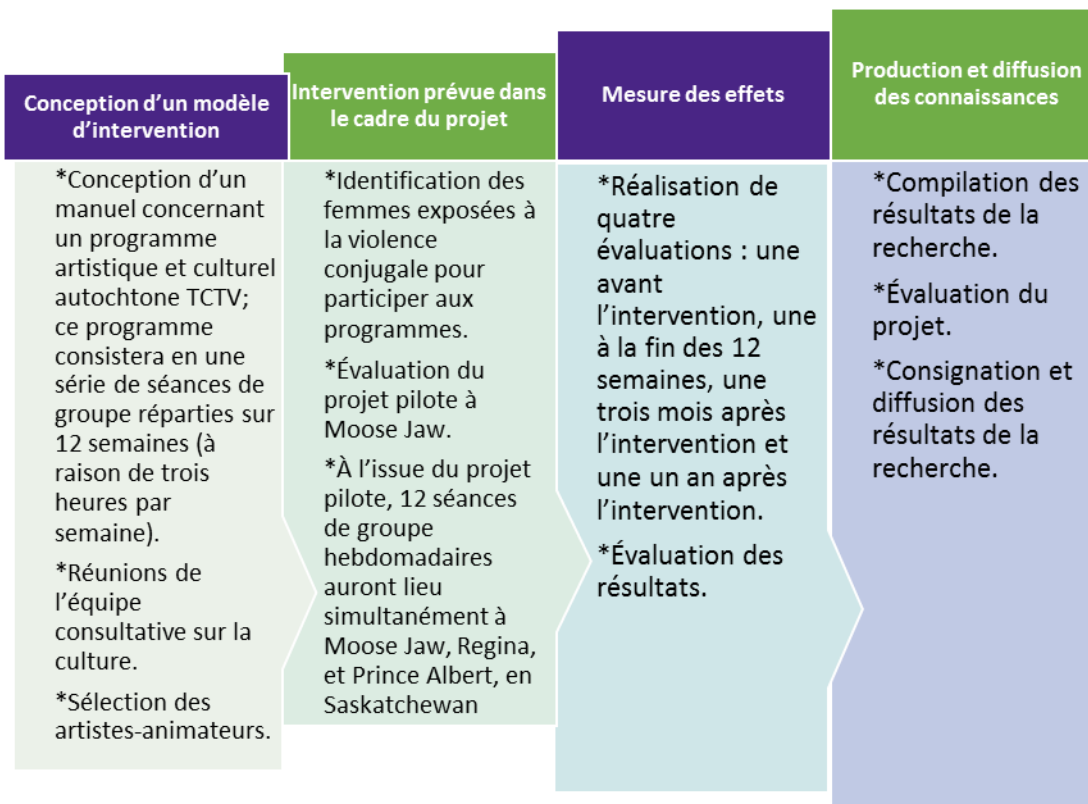 Conception d'un modèle
d'intervention
*Conception d'un
manuel concernant
un programme
artistique et culturel
autochtone TCTV;
ce programme
consistera en une
série de séances de
groupe réparties sur
12 semaines (à
raison de trois
heures par
semaine).
*Réunions de
l'équipe
consultative sur la
culture.
*Sélection des
artistes-animateurs.
Intervention prévue dans
le cadre du projet
*Identification des
femmes exposées à
la violence
conjugale pour
participer aux
programmes.
*Évaluation du
projet pilote à
Moose Jaw.
*À l'issue du projet
pilote, 12 séances
de groupe
hebdomadaires
auront lieu
simultanément à
Moose Jaw, Regina,
et Prince Albert, en
Saskatchewan
Mesure des effets
*Réalisation de
quatre
évaluations : une
avant
l'intervention, une
à la fin des 12
semaines, une
trois mois après
l'intervention et
une un an après
l'intervention.
*Évaluation des
résultats.
Production et diffusion
des connaissances
*Compilation des
résultats de la
recherche.
*Évaluation du
projet.
*Consignation et
diffusion des
résultats de la
recherche.